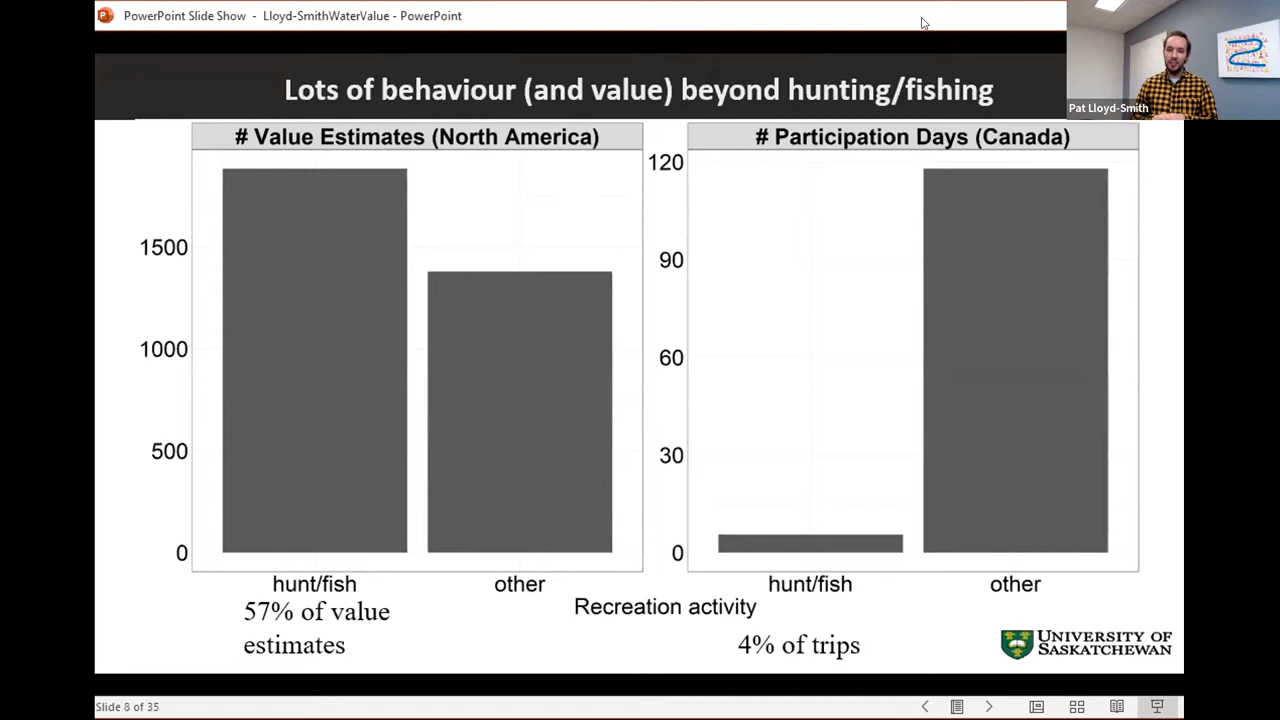 PowerPoint Slide Show - Lloyd-SmithWaterValue - PowerPoint
Pat Lloyd-Smith
Lots of behaviour (and value) beyond hunting/fishing
# Value Estimates (North America)
1500
1000
500
0
hunt/fish
other
57% of value
estimates
# Participation Days (Canada)
120
90
60
30
0
hunt/fish
other
Recreation activity
4% of trips
UNIVERSITY OF
SASKATCHEWAN
Slide 8 of 35